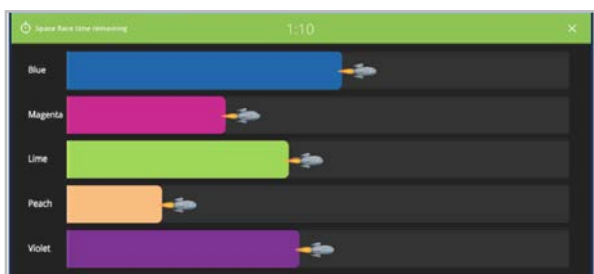 Space Race time remaining
1:10
Blue
Magenta
Lime
Peach
Violet